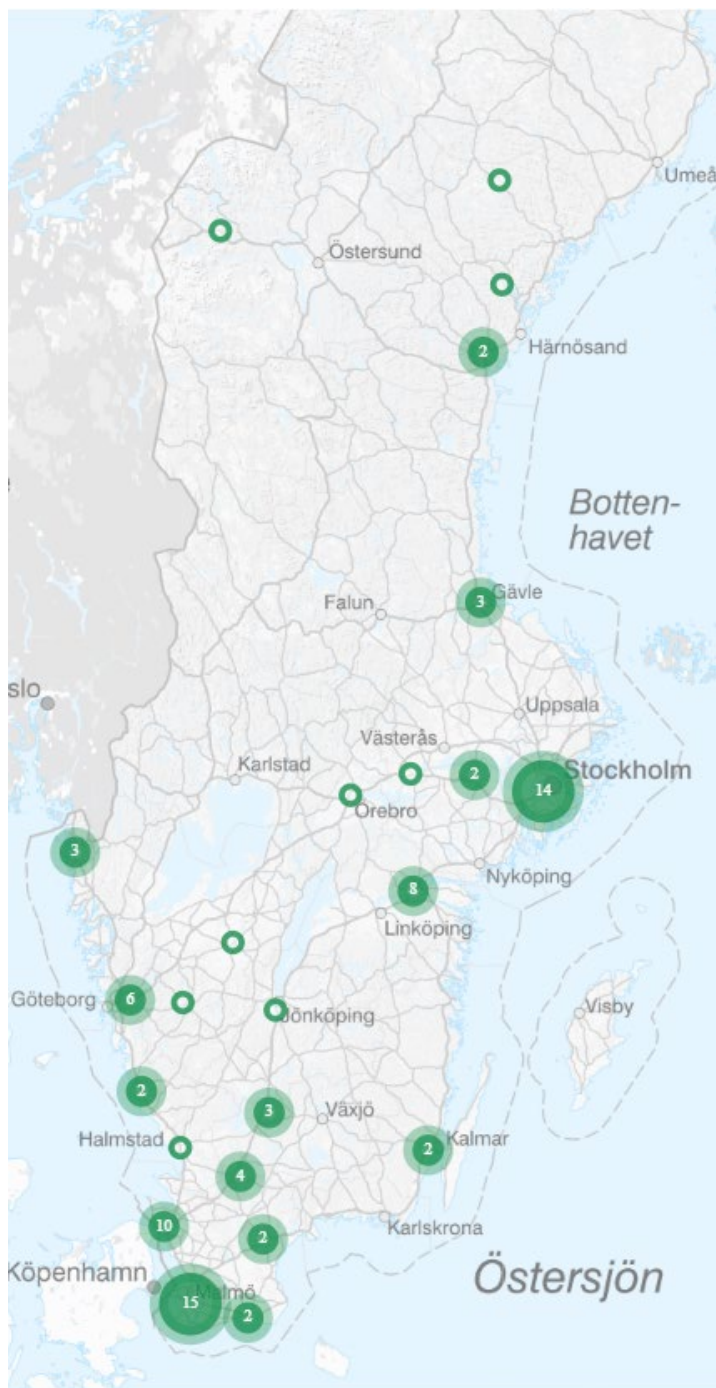 Umeå
Östersund
2
Härnösand
Botten-
havet
Falun
3
Gävle
slo
Uppsala
Västerås
Karlstad
2
Stockholm
14
Örebro
3
Nyköping
8
Linköping
Göteborg
6
Jönköping
Visby
2
3
Växjö
Halmstad
2
Kalmar
4
10
2
Karlskrona
Köpenhamn
Östersjön
15
Malmö
2